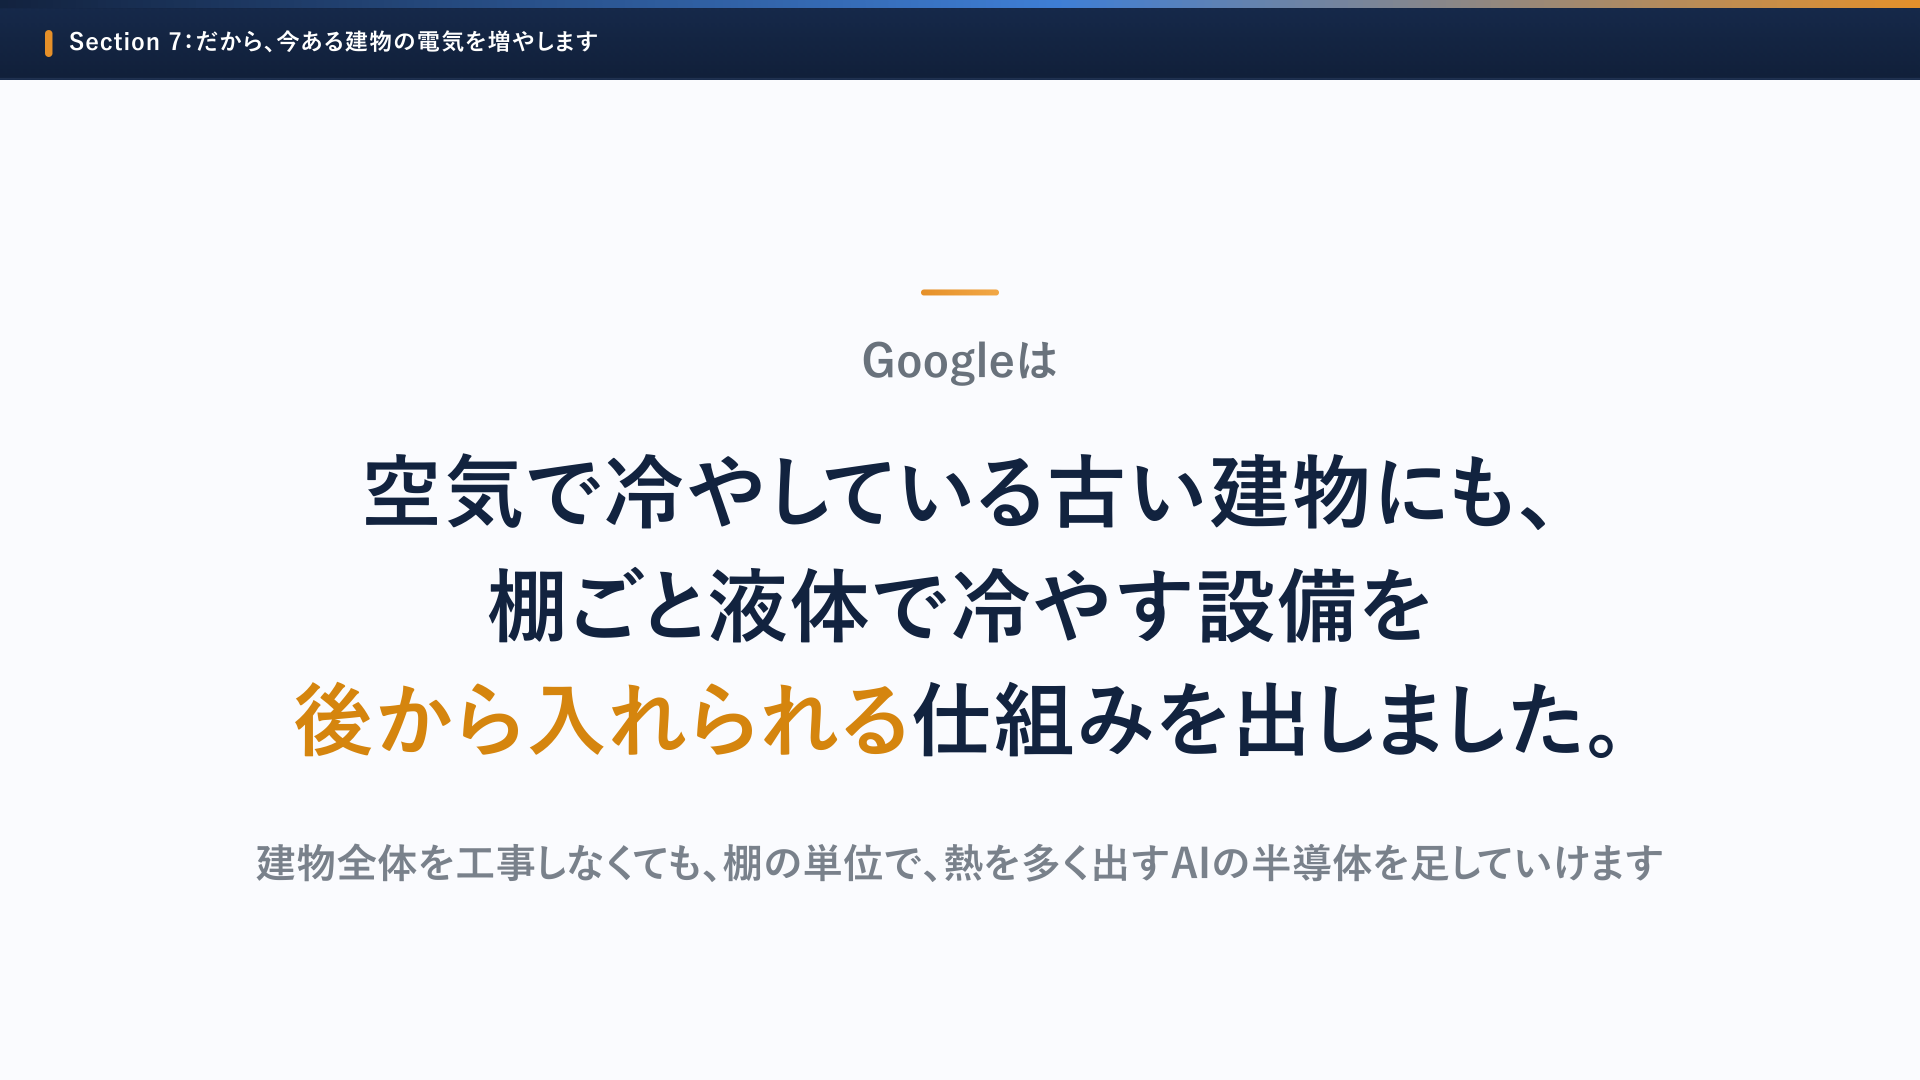 Section 7：だから、今ある建物の電気を増やします
Googleは
空気で冷やしている古い建物にも、
棚ごと液体で冷やす設備を
後から入れられる仕組みを出しました。
建物全体を工事しなくても、棚の単位で、熱を多く出すAIの半導体を足していけます